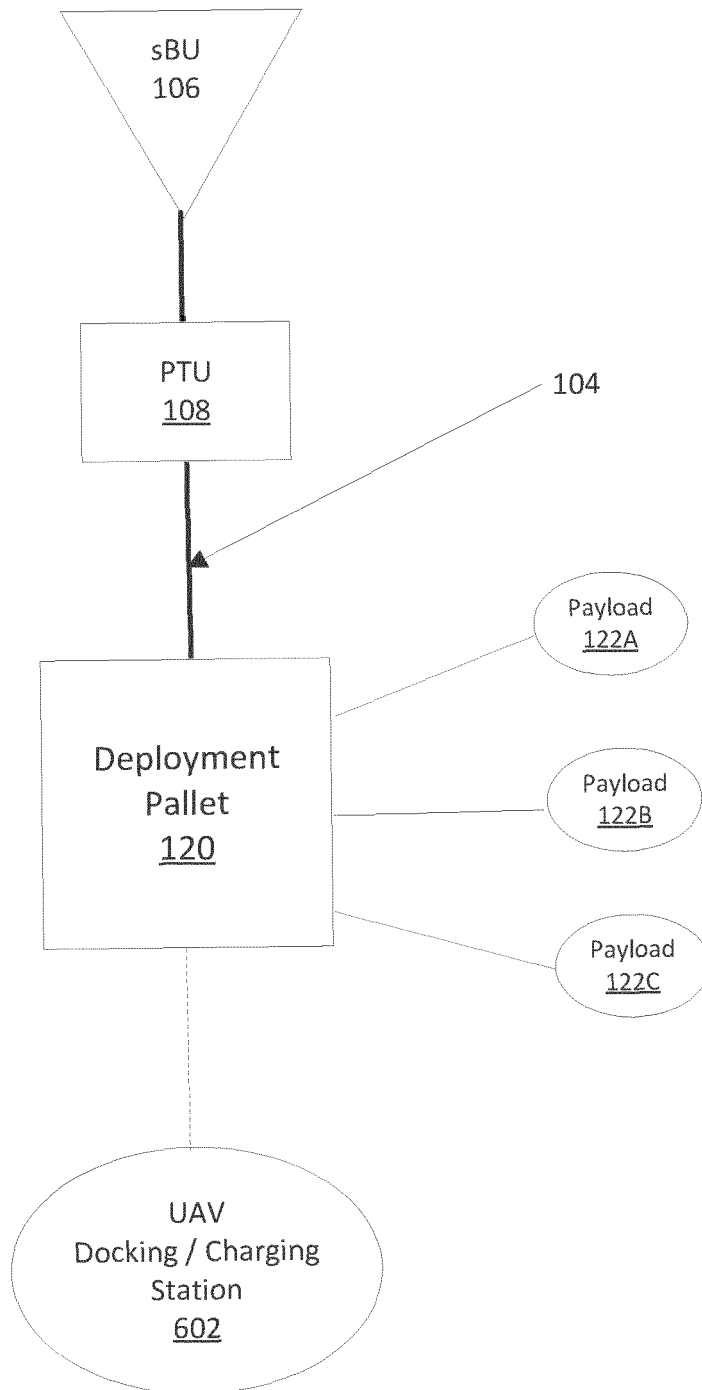 sBU
106
PTU
108
104
Payload
122A
Deployment
Pallet
120
Payload
122B
Payload
122C
UAV
Docking / Charging
Station
602